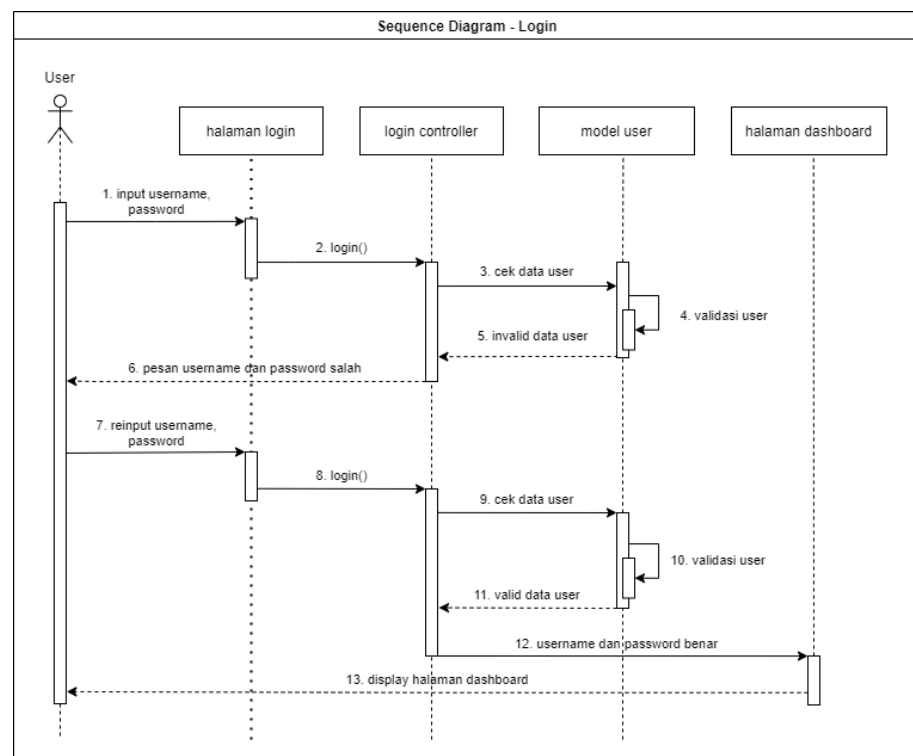 Sequence Diagram - Login
User
halaman login
login controller
model user
halaman dashboard
1. input username,
password
2. login()
3. cek data user
4. validasi user
5. invalid data user
6. pesan username dan password salah
7. reinput username,
password
8. login()
9. cek data user
10. validasi user
11. valid data user
12. username dan password benar
13. display halaman dashboard